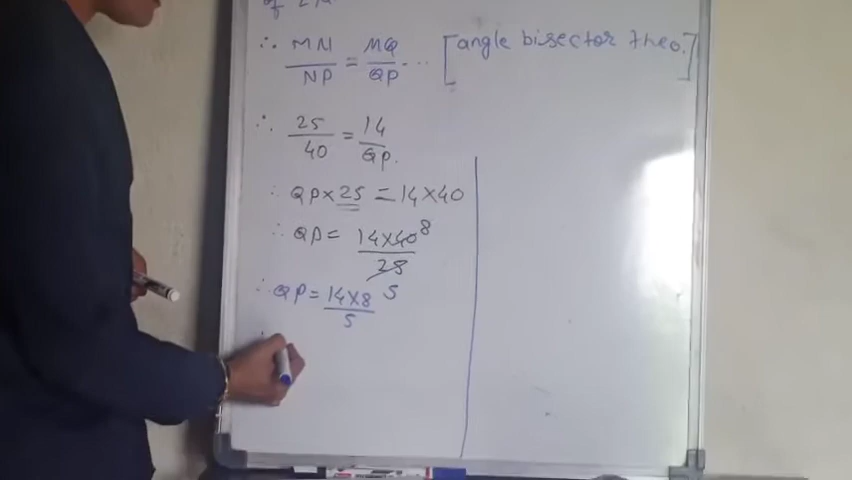 ∴ MN/NP = MQ/QP ... [angle bisector theo.]
∴ 25/40 = 14/QP.
∴ QP×25 = 14×40
∴ QP = 14×40 8/25 5
∴ QP = 14×8/5